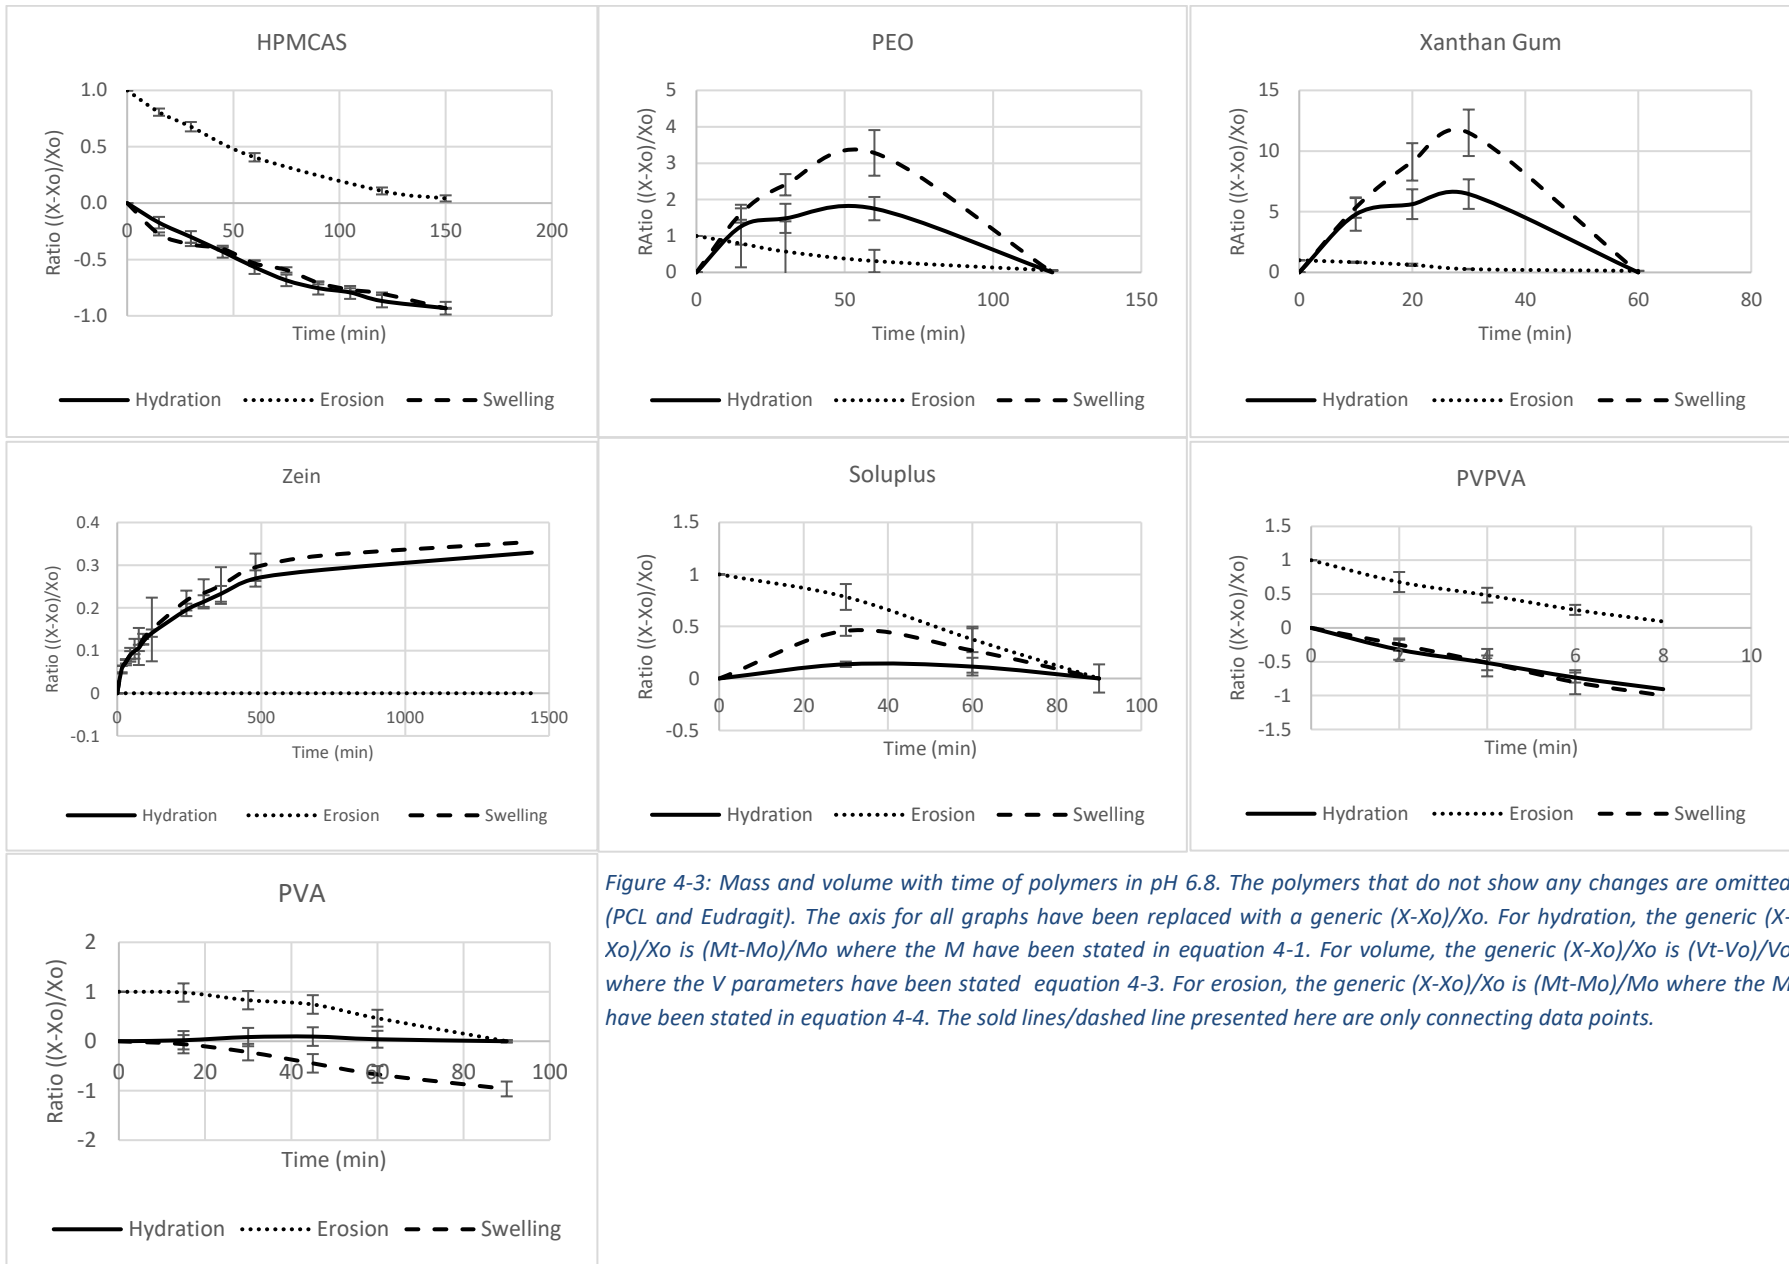 HPMCAS
1.0
0.5
0.0
-0.5
-1.0
0 50 100 150 200
Ratio ((X-Xo)/Xo)
Time (min)
Hydration Erosion Swelling
PEO
5
4
3
2
1
0
0 50 100 150
RAtio ((X-Xo)/Xo)
Time (min)
Hydration Erosion Swelling
Xanthan Gum
15
10
5
0
0 20 40 60 80
RAtio ((X-Xo)/Xo)
Time (min)
Hydration Erosion Swelling
Zein
0.4
0.3
0.2
0.1
0
-0.1
0 500 1000 1500
Ratio ((X-Xo)/Xo)
Time (min)
Hydration Erosion Swelling
Soluplus
1.5
1
0.5
0
-0.5
0 20 40 60 80 100
Ratio ((X-Xo)/Xo)
Time (min)
Hydration Erosion Swelling
PVPVA
1.5
1
0.5
0
-0.5
-1
-1.5
0 2 4 6 8 10
Ratio ((X-Xo)/Xo)
Time (min)
Hydration Erosion Swelling
PVA
2
1
0
-1
-2
0 20 40 60 80 100
Ratio ((X-Xo)/Xo)
Time (min)
Hydration Erosion Swelling
Figure 4-3: Mass and volume with time of polymers in pH 6.8. The polymers that do not show any changes are omitted
(PCL and Eudragit). The axis for all graphs have been replaced with a generic (X-Xo)/Xo. For hydration, the generic (X-
Xo)/Xo is (Mt-Mo)/Mo where the M have been stated in equation 4-1. For volume, the generic (X-Xo)/Xo is (Vt-Vo)/Vo
where the V parameters have been stated equation 4-3. For erosion, the generic (X-Xo)/Xo is (Mt-Mo)/Mo where the M
have been stated in equation 4-4. The sold lines/dashed line presented here are only connecting data points.